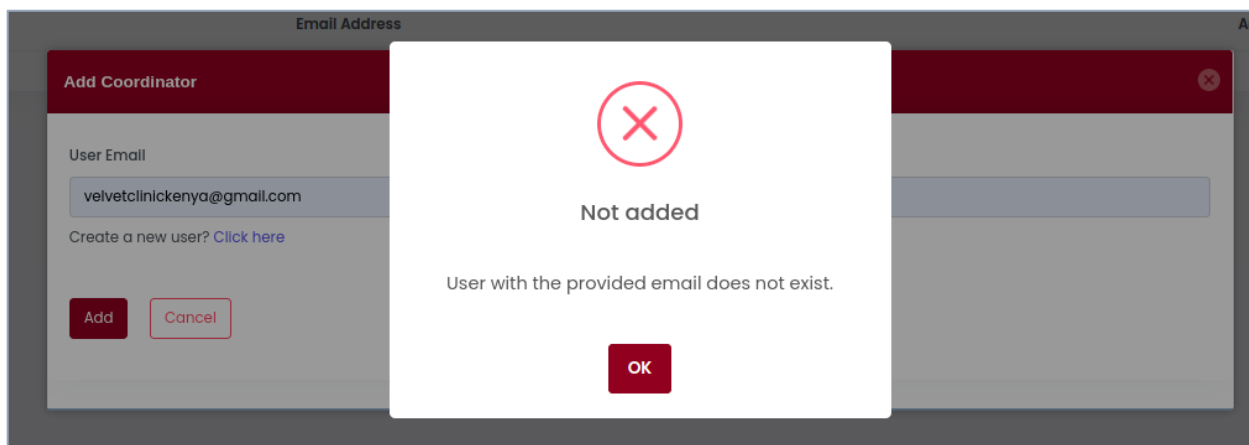 Email Address
A
Add Coordinator
User Email
velvetclinickenya@gmail.com
Create a new user? Click here
Add Cancel
Not added
User with the provided email does not exist.
OK